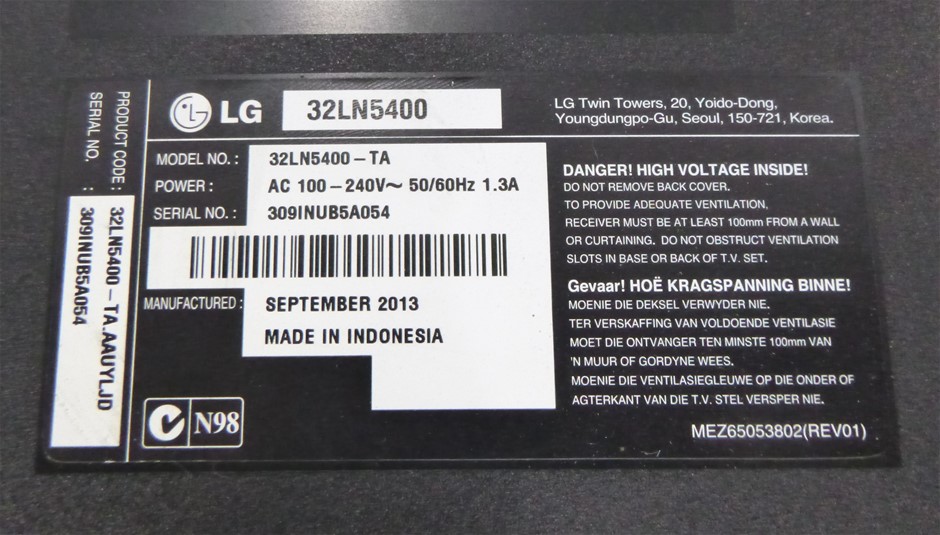 LG
32LN5400
LG Twin Towers, 20, Yoido-Dong,
Youngdungpo-Gu, Seoul, 150-721, Korea.
PRODUCT CODE : 32LN5400-TA.AAUYLJD
SERIAL NO. : 309INUB5A054
MODEL NO. : 32LN5400-TA
POWER : AC 100-240V~ 50/60Hz 1.3A
SERIAL NO. : 309INUB5A054
MANUFACTURED : SEPTEMBER 2013
MADE IN INDONESIA
N98
DANGER! HIGH VOLTAGE INSIDE!
DO NOT REMOVE BACK COVER.
TO PROVIDE ADEQUATE VENTILATION,
RECEIVER MUST BE AT LEAST 100mm FROM A WALL
OR CURTAINING. DO NOT OBSTRUCT VENTILATION
SLOTS IN BASE OR BACK OF T.V. SET.
Gevaar! HOË KRAGSPANNING BINNE!
MOENIE DIE DEKSEL VERWYDER NIE.
TER VERSKAFFING VAN VOLDOENDE VENTILASIE
MOET DIE ONTVANGER TEN MINSTE 100mm VAN
'N MUUR OF GORDYNE WEES.
MOENIE DIE VENTILASIEGLEUWE OP DIE ONDER OF
AGTERKANT VAN DIE T.V. STEL VERSPER NIE.
MEZ65053802(REV01)